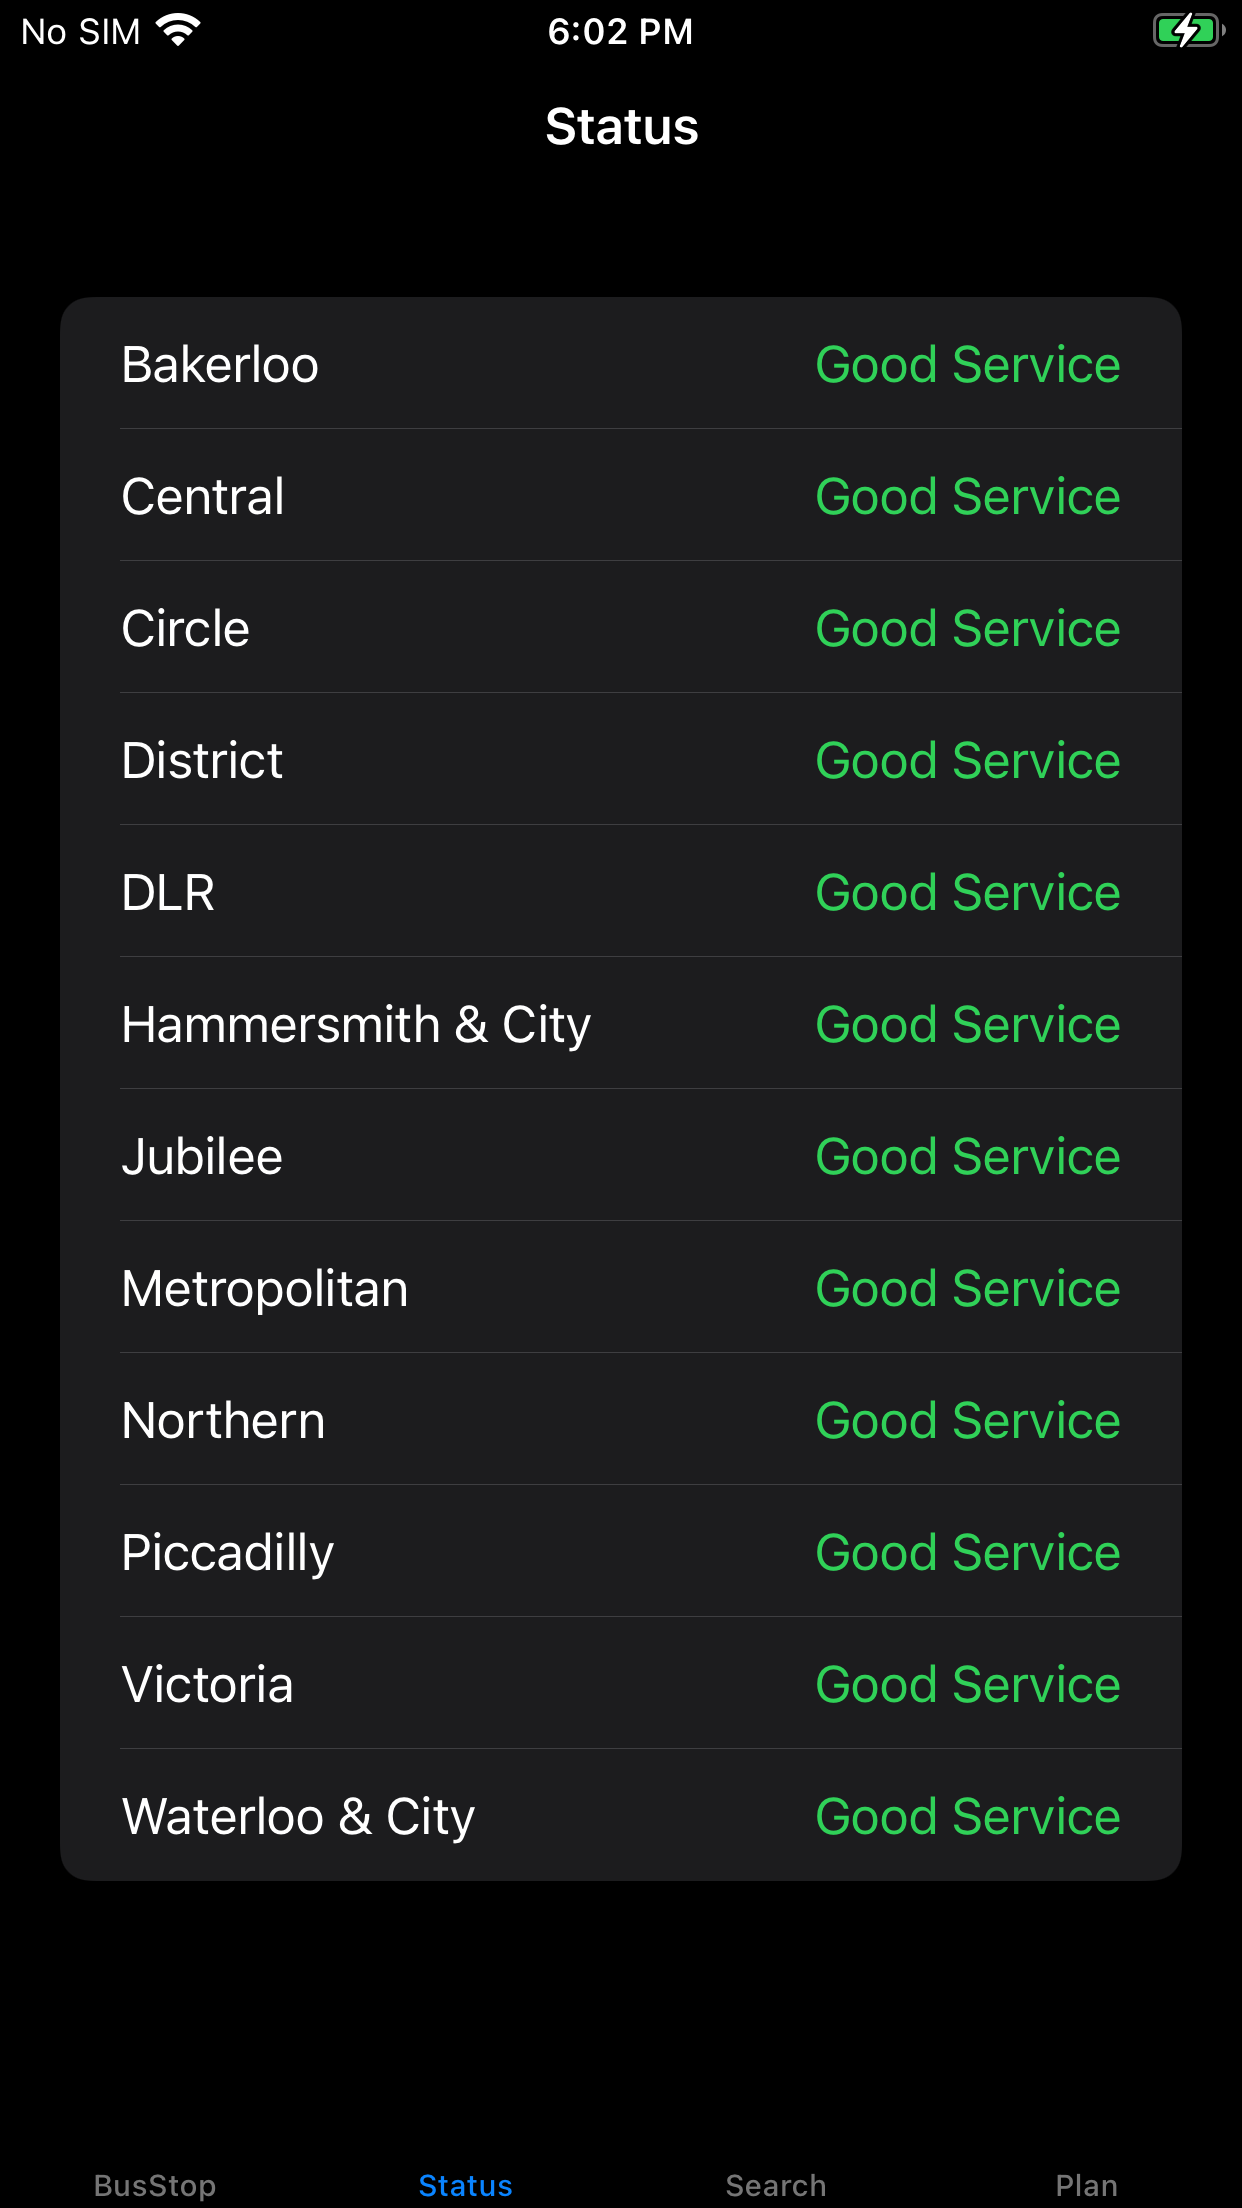 No SIM 6:02 PM
Status
Bakerloo Good Service
Central Good Service
Circle Good Service
District Good Service
DLR Good Service
Hammersmith & City Good Service
Jubilee Good Service
Metropolitan Good Service
Northern Good Service
Piccadilly Good Service
Victoria Good Service
Waterloo & City Good Service
BusStop Status Search Plan